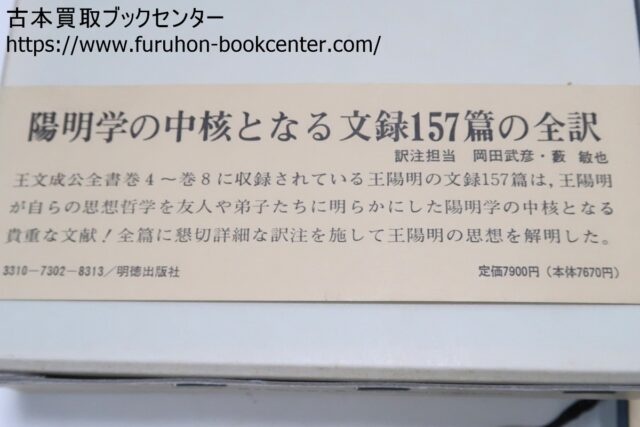 古本買取ブックセンター
https://www.furuhon-bookcenter.com/
陽明学の中核となる文録157篇の全訳
訳注担当 岡田武彦・藪 敏也
王文成公全書巻4～巻8に収録されている王陽明の文録157篇は,王陽明
が自らの思想哲学を友人や弟子たちに明らかにした陽明学の中核となる
貴重な文献!全篇に懇切詳細な訳注を施して王陽明の思想を解明した。
3310-7302-8313/明徳出版社 定価7900円（本体7670円）